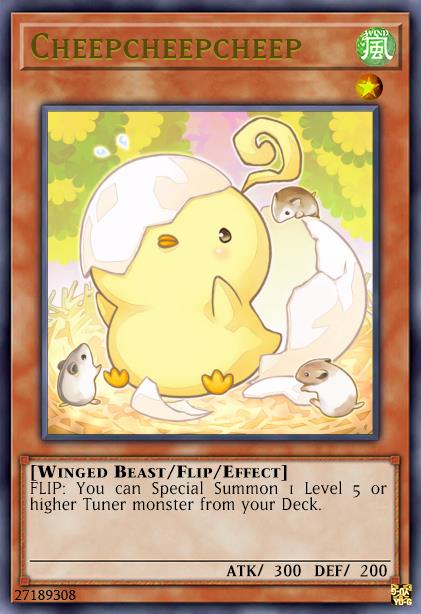 Cheepcheepcheep
WIND
[Winged Beast/Flip/Effect]
FLIP: You can Special Summon 1 Level 5 or
higher Tuner monster from your Deck.
ATK/ 300 DEF/ 200
27189308